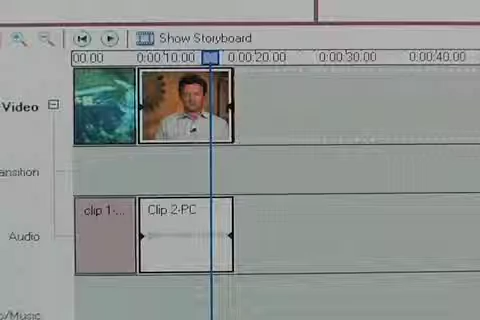 Show Storyboard
00.00 0:00:10.00 0:00:20.00 0:00:30.00 0:00:40.00
Video
ansition
clip 1-... Clip 2-PC
Audio
o/Music